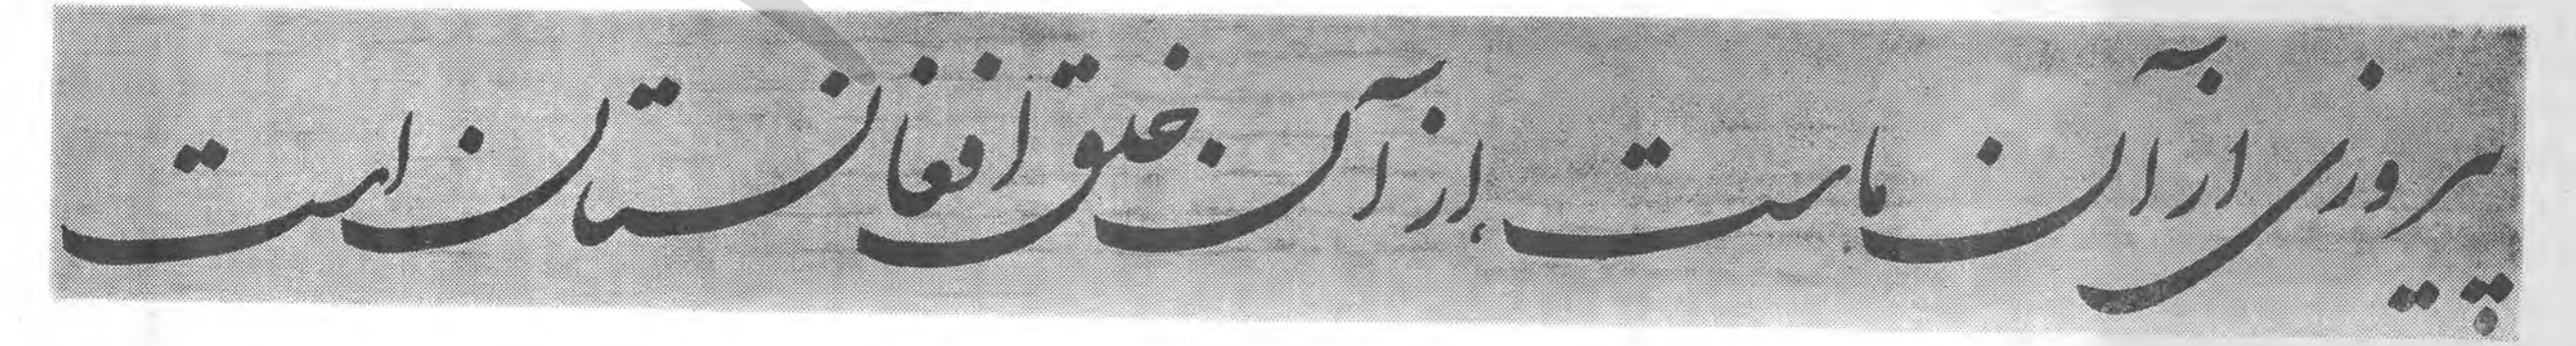 پیروزی از آن ماست، از آن خلق افغانستان است